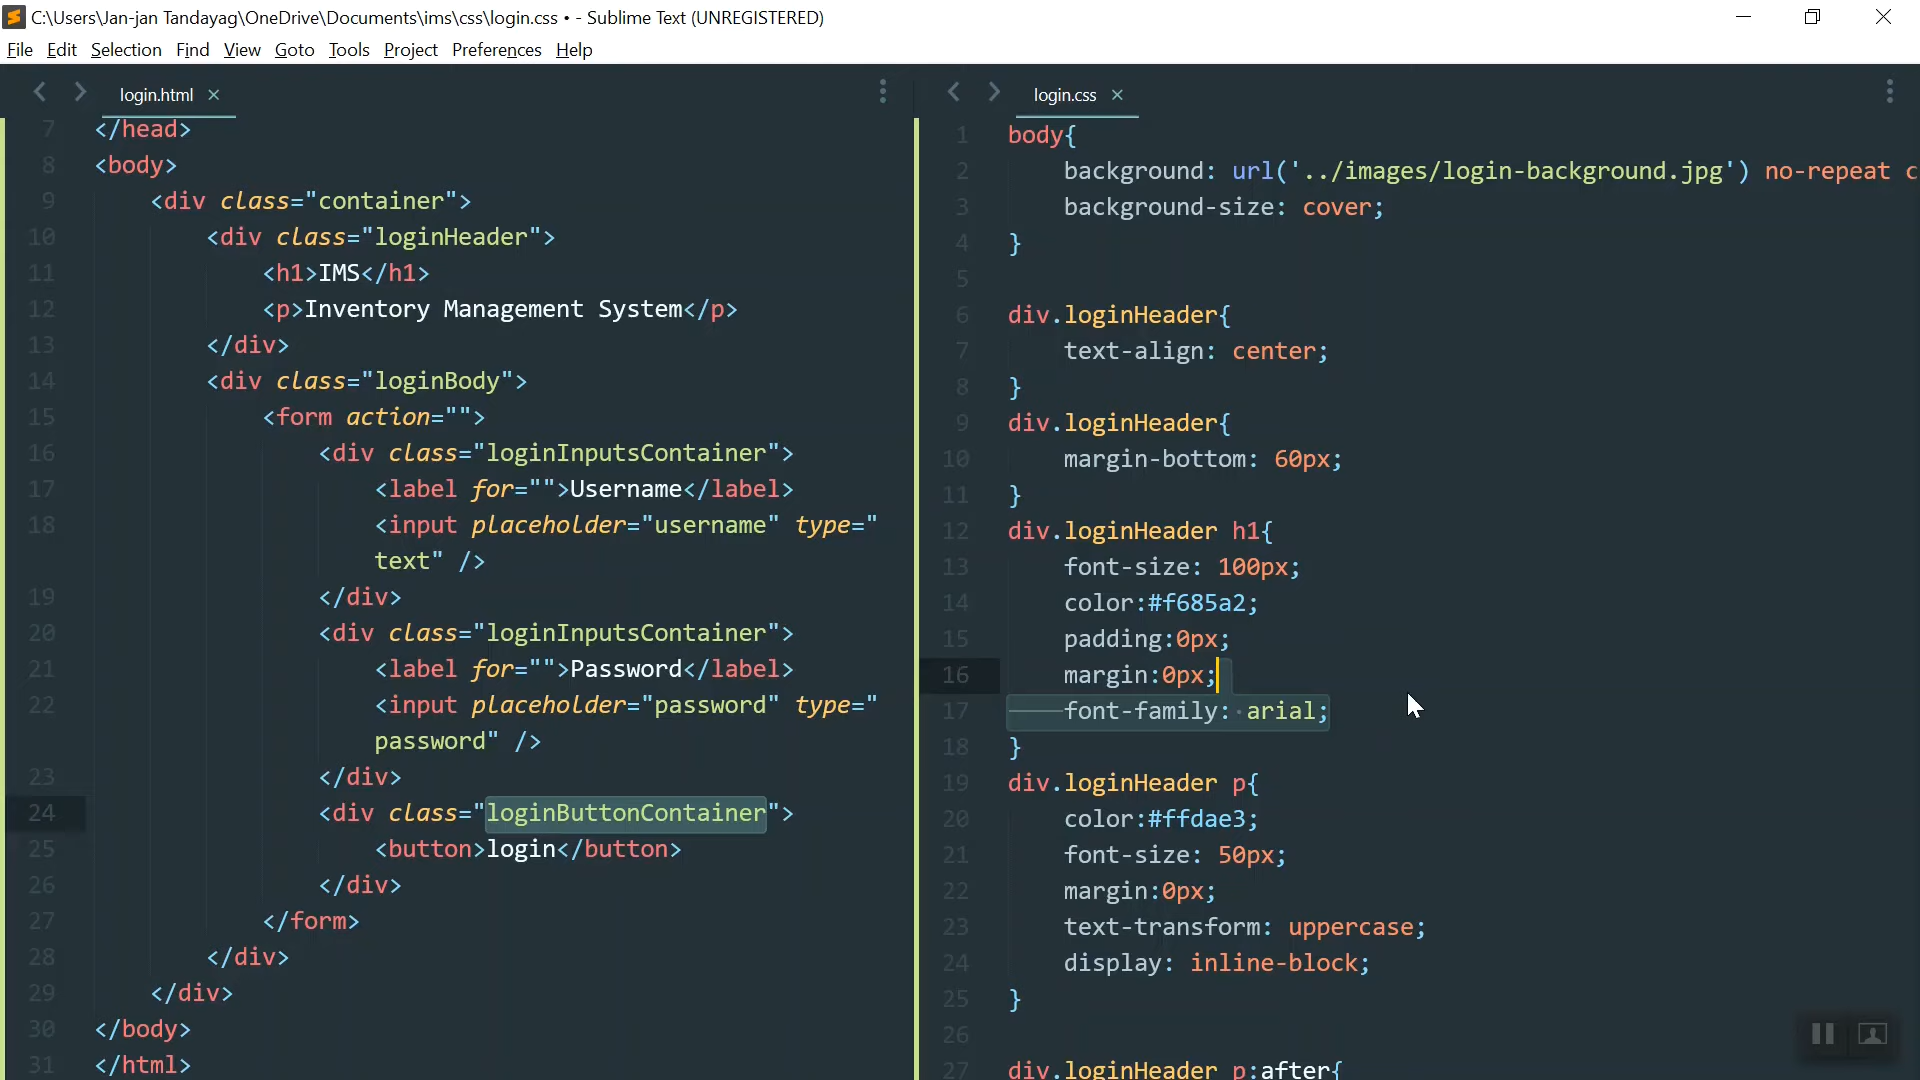 C:\Users\Jan-jan Tandayag\OneDrive\Documents\ims\css\login.css • - Sublime Text (UNREGISTERED)
File Edit Selection Find View Goto Tools Project Preferences Help
login.html
7 </head>
8 <body>
9 <div class="container">
10 <div class="loginHeader">
11 <h1>IMS</h1>
12 <p>Inventory Management System</p>
13 </div>
14 <div class="loginBody">
15 <form action="">
16 <div class="loginInputsContainer">
17 <label for="">Username</label>
18 <input placeholder="username" type="
text" />
19 </div>
20 <div class="loginInputsContainer">
21 <label for="">Password</label>
22 <input placeholder="password" type="
password" />
23 </div>
24 <div class="loginButtonContainer">
25 <button>login</button>
26 </div>
27 </form>
28 </div>
29 </div>
30 </body>
31 </html>
login.css
1 body{
2 background: url('../images/login-background.jpg') no-repeat c
3 background-size: cover;
4 }
5
6 div.loginHeader{
7 text-align: center;
8 }
9 div.loginHeader{
10 margin-bottom: 60px;
11 }
12 div.loginHeader h1{
13 font-size: 100px;
14 color:#f685a2;
15 padding:0px;
16 margin:0px;
17 font-family: arial;
18 }
19 div.loginHeader p{
20 color:#ffdae3;
21 font-size: 50px;
22 margin:0px;
23 text-transform: uppercase;
24 display: inline-block;
25 }
26
27 div.loginHeader p:after{